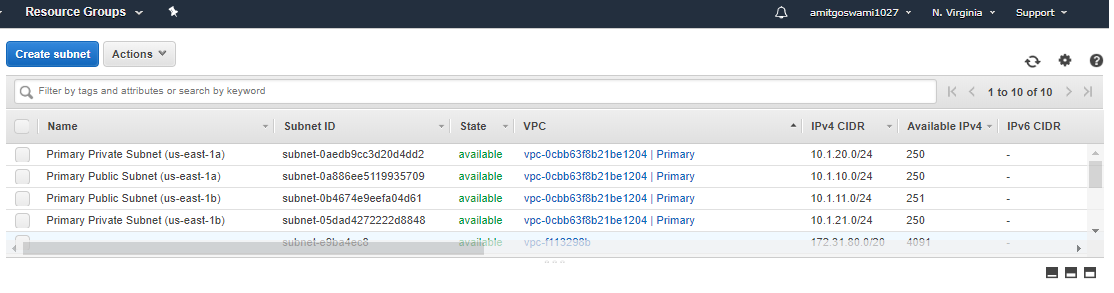 Resource Groups amitgoswami1027 N. Virginia Support
Create subnet Actions
Filter by tags and attributes or search by keyword 1 to 10 of 10
Name Subnet ID State VPC IPv4 CIDR Available IPv4 IPv6 CIDR
Primary Private Subnet (us-east-1a) subnet-0aedb9cc3d20d4dd2 available vpc-0cbb63f8b21be1204 | Primary 10.1.20.0/24 250 -
Primary Public Subnet (us-east-1a) subnet-0a886ee5119935709 available vpc-0cbb63f8b21be1204 | Primary 10.1.10.0/24 250 -
Primary Public Subnet (us-east-1b) subnet-0b4674e9eefa04d61 available vpc-0cbb63f8b21be1204 | Primary 10.1.11.0/24 251 -
Primary Private Subnet (us-east-1b) subnet-05dad4272222d8848 available vpc-0cbb63f8b21be1204 | Primary 10.1.21.0/24 250 -
subnet-e9ba4ec8 available vpc-f113298b 172.31.80.0/20 4091 -